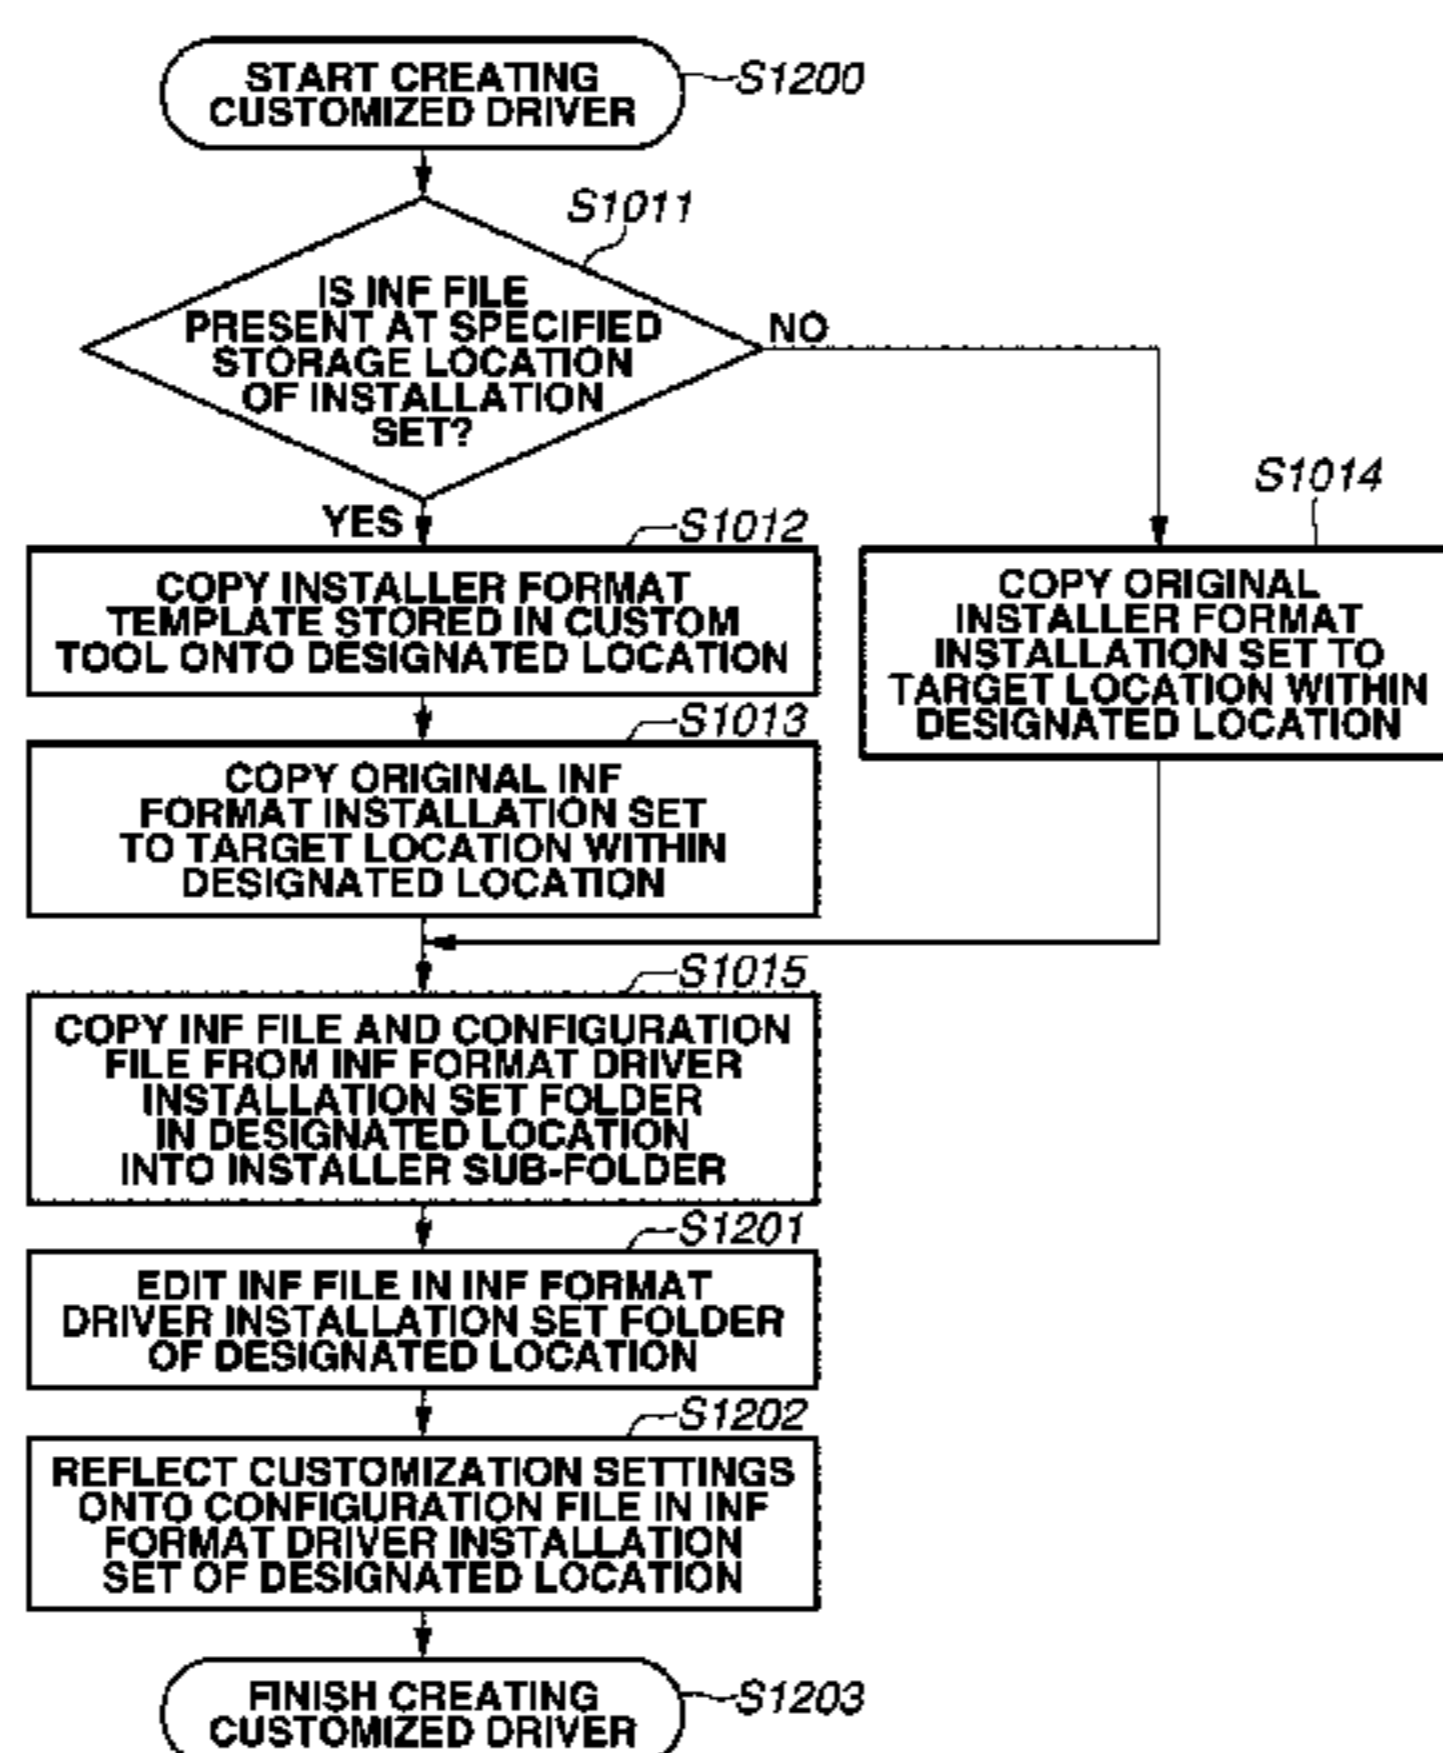 START CREATING
CUSTOMIZED DRIVER
S1200
S1011
IS INF FILE
PRESENT AT SPECIFIED
STORAGE LOCATION
OF INSTALLATION
SET?
NO
YES
S1012
COPY INSTALLER FORMAT
TEMPLATE STORED IN CUSTOM
TOOL ONTO DESIGNATED LOCATION
S1014
COPY ORIGINAL
INSTALLER FORMAT
INSTALLATION SET TO
TARGET LOCATION WITHIN
DESIGNATED LOCATION
S1013
COPY ORIGINAL INF
FORMAT INSTALLATION SET
TO TARGET LOCATION WITHIN
DESIGNATED LOCATION
S1015
COPY INF FILE AND CONFIGURATION
FILE FROM INF FORMAT DRIVER
INSTALLATION SET FOLDER
IN DESIGNATED LOCATION
INTO INSTALLER SUB-FOLDER
S1201
EDIT INF FILE IN INF FORMAT
DRIVER INSTALLATION SET FOLDER
OF DESIGNATED LOCATION
S1202
REFLECT CUSTOMIZATION SETTINGS
ONTO CONFIGURATION FILE IN INF
FORMAT DRIVER INSTALLATION
SET OF DESIGNATED LOCATION
FINISH CREATING
CUSTOMIZED DRIVER
S1203